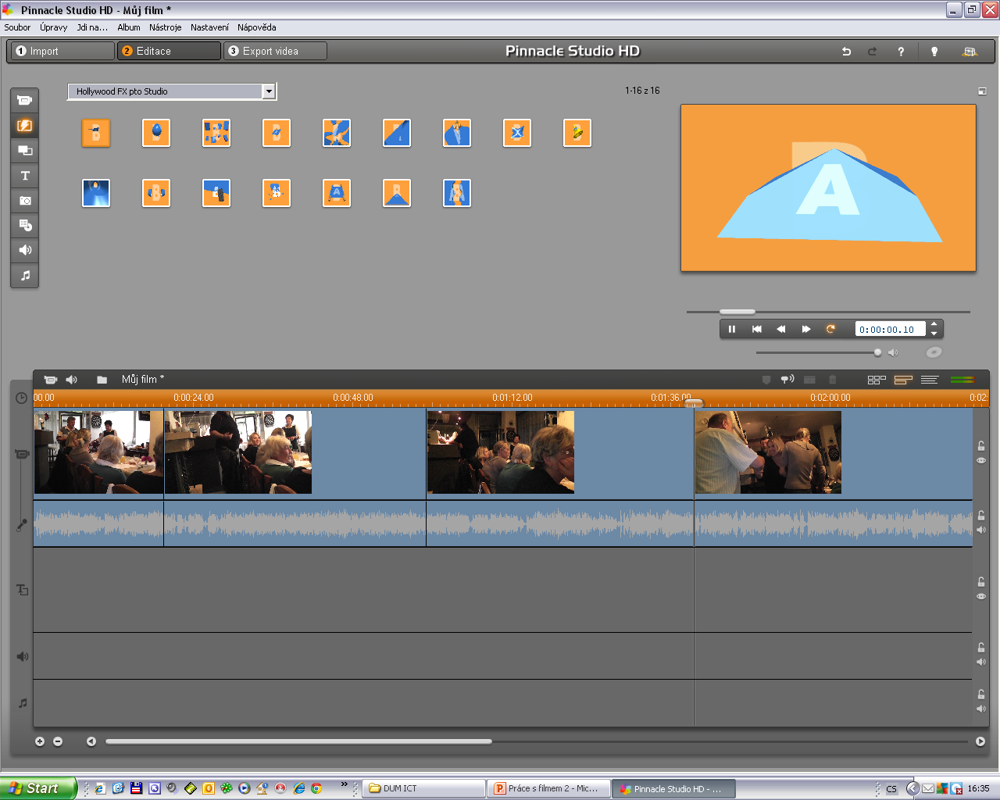 Pinnacle Studio HD - Můj film *
Soubor Úpravy Jdi na... Album Nástroje Nastavení Nápověda
1 Import 2 Editace 3 Export videa Pinnacle Studio HD ?
Hollywood FX pto Studio 1-16 z 16
B
A
T
0:00:00.10
Můj film *
00.00 0:00:24.00 0:00:48.00 0:01:12.00 0:01:36.00 0:02:00.00 0:02:
Start » DUM ICT Práce s filmem 2 - Mic... Pinnacle Studio HD - ... CS 16:35